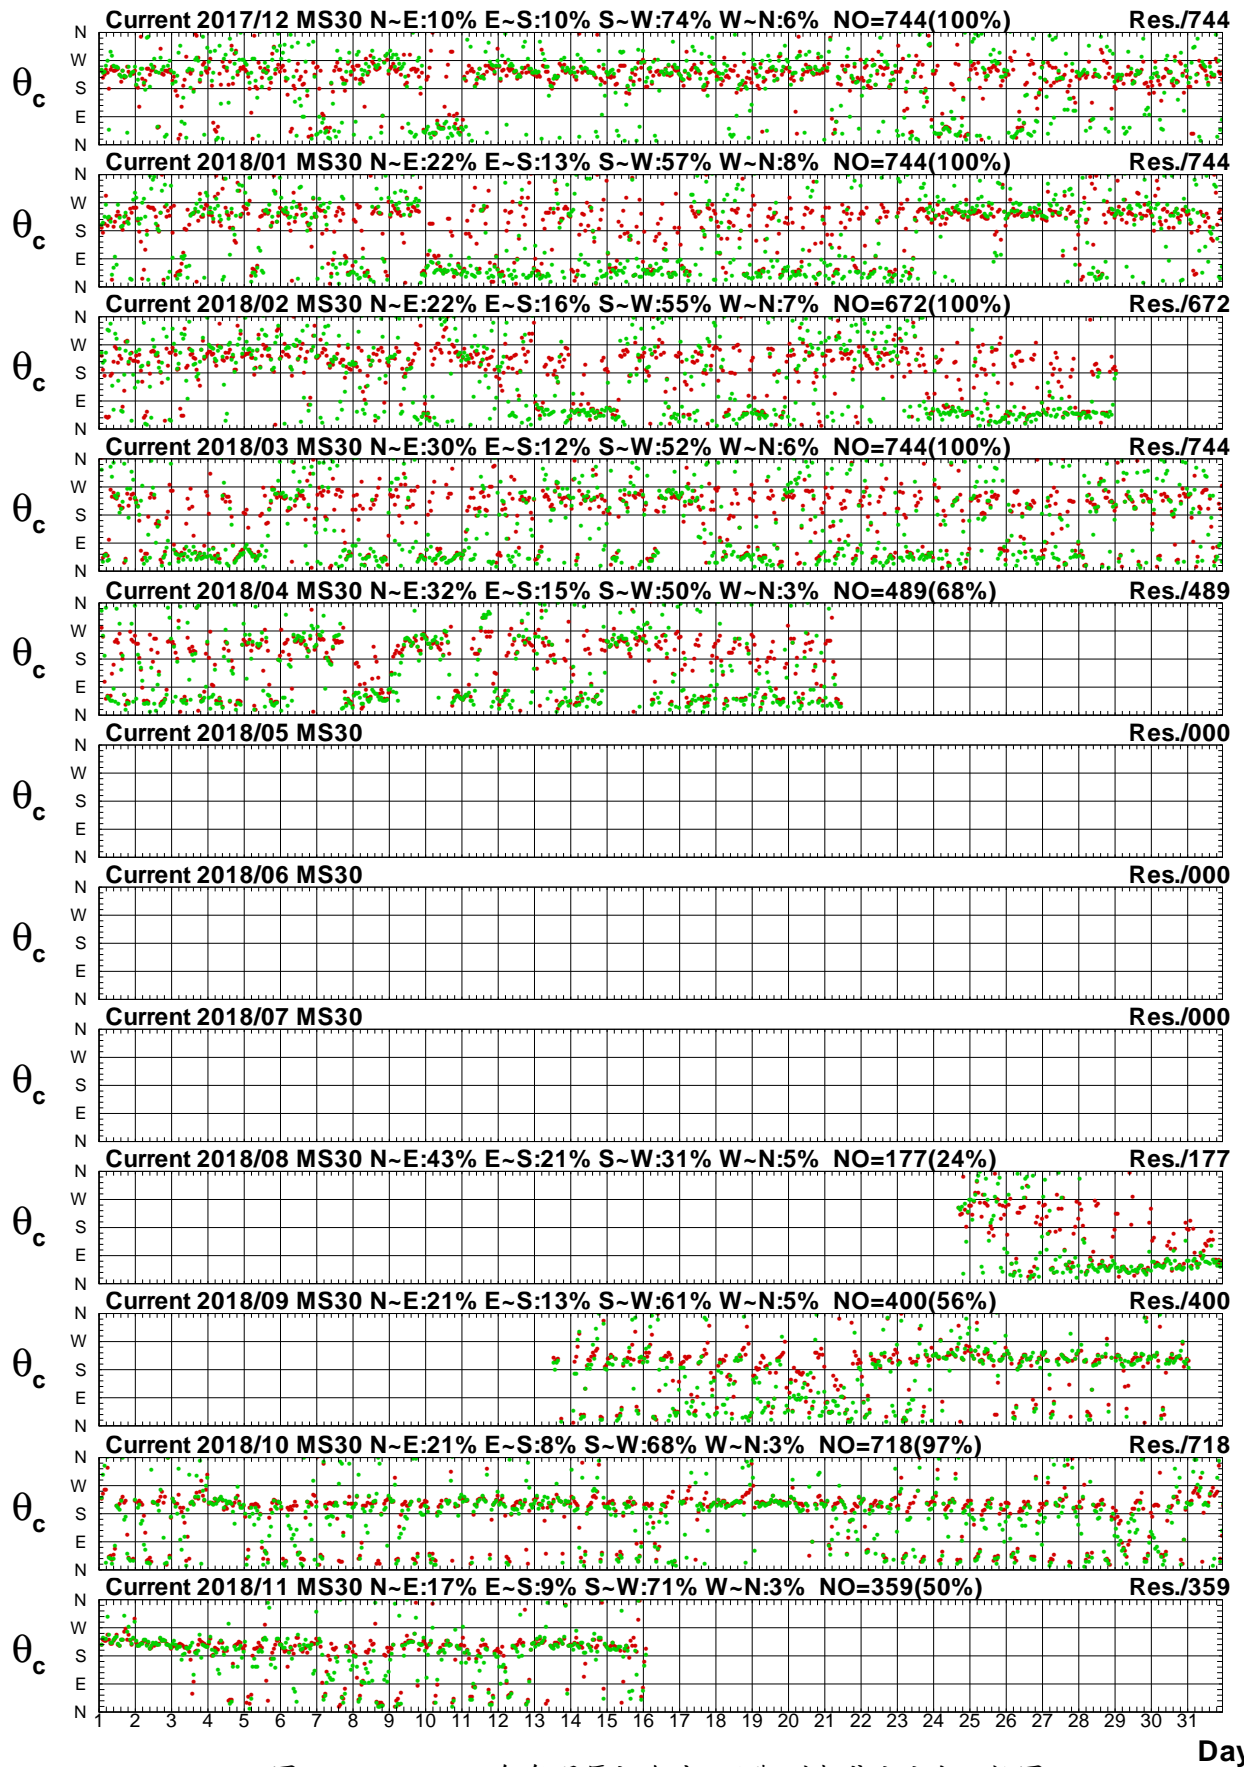 Current 2017/12 MS30 N~E:10% E~S:10% S~W:74% W~N:6% NO=744(100%) Res./744
N
W
θc S
E
N
Current 2018/01 MS30 N~E:22% E~S:13% S~W:57% W~N:8% NO=744(100%) Res./744
N
W
θc S
E
N
Current 2018/02 MS30 N~E:22% E~S:16% S~W:55% W~N:7% NO=672(100%) Res./672
N
W
θc S
E
N
Current 2018/03 MS30 N~E:30% E~S:12% S~W:52% W~N:6% NO=744(100%) Res./744
N
W
θc S
E
N
Current 2018/04 MS30 N~E:32% E~S:15% S~W:50% W~N:3% NO=489(68%) Res./489
N
W
θc S
E
N
Current 2018/05 MS30 Res./000
N
W
θc S
E
N
Current 2018/06 MS30 Res./000
N
W
θc S
E
N
Current 2018/07 MS30 Res./000
N
W
θc S
E
N
Current 2018/08 MS30 N~E:43% E~S:21% S~W:31% W~N:5% NO=177(24%) Res./177
N
W
θc S
E
N
Current 2018/09 MS30 N~E:21% E~S:13% S~W:61% W~N:5% NO=400(56%) Res./400
N
W
θc S
E
N
Current 2018/10 MS30 N~E:21% E~S:8% S~W:68% W~N:3% NO=718(97%) Res./718
N
W
θc S
E
N
Current 2018/11 MS30 N~E:17% E~S:9% S~W:71% W~N:3% NO=359(50%) Res./359
N
W
θc S
E
N
1 2 3 4 5 6 7 8 9 10 11 12 13 14 15 16 17 18 19 20 21 22 23 24 25 26 27 28 29 30 31
Day